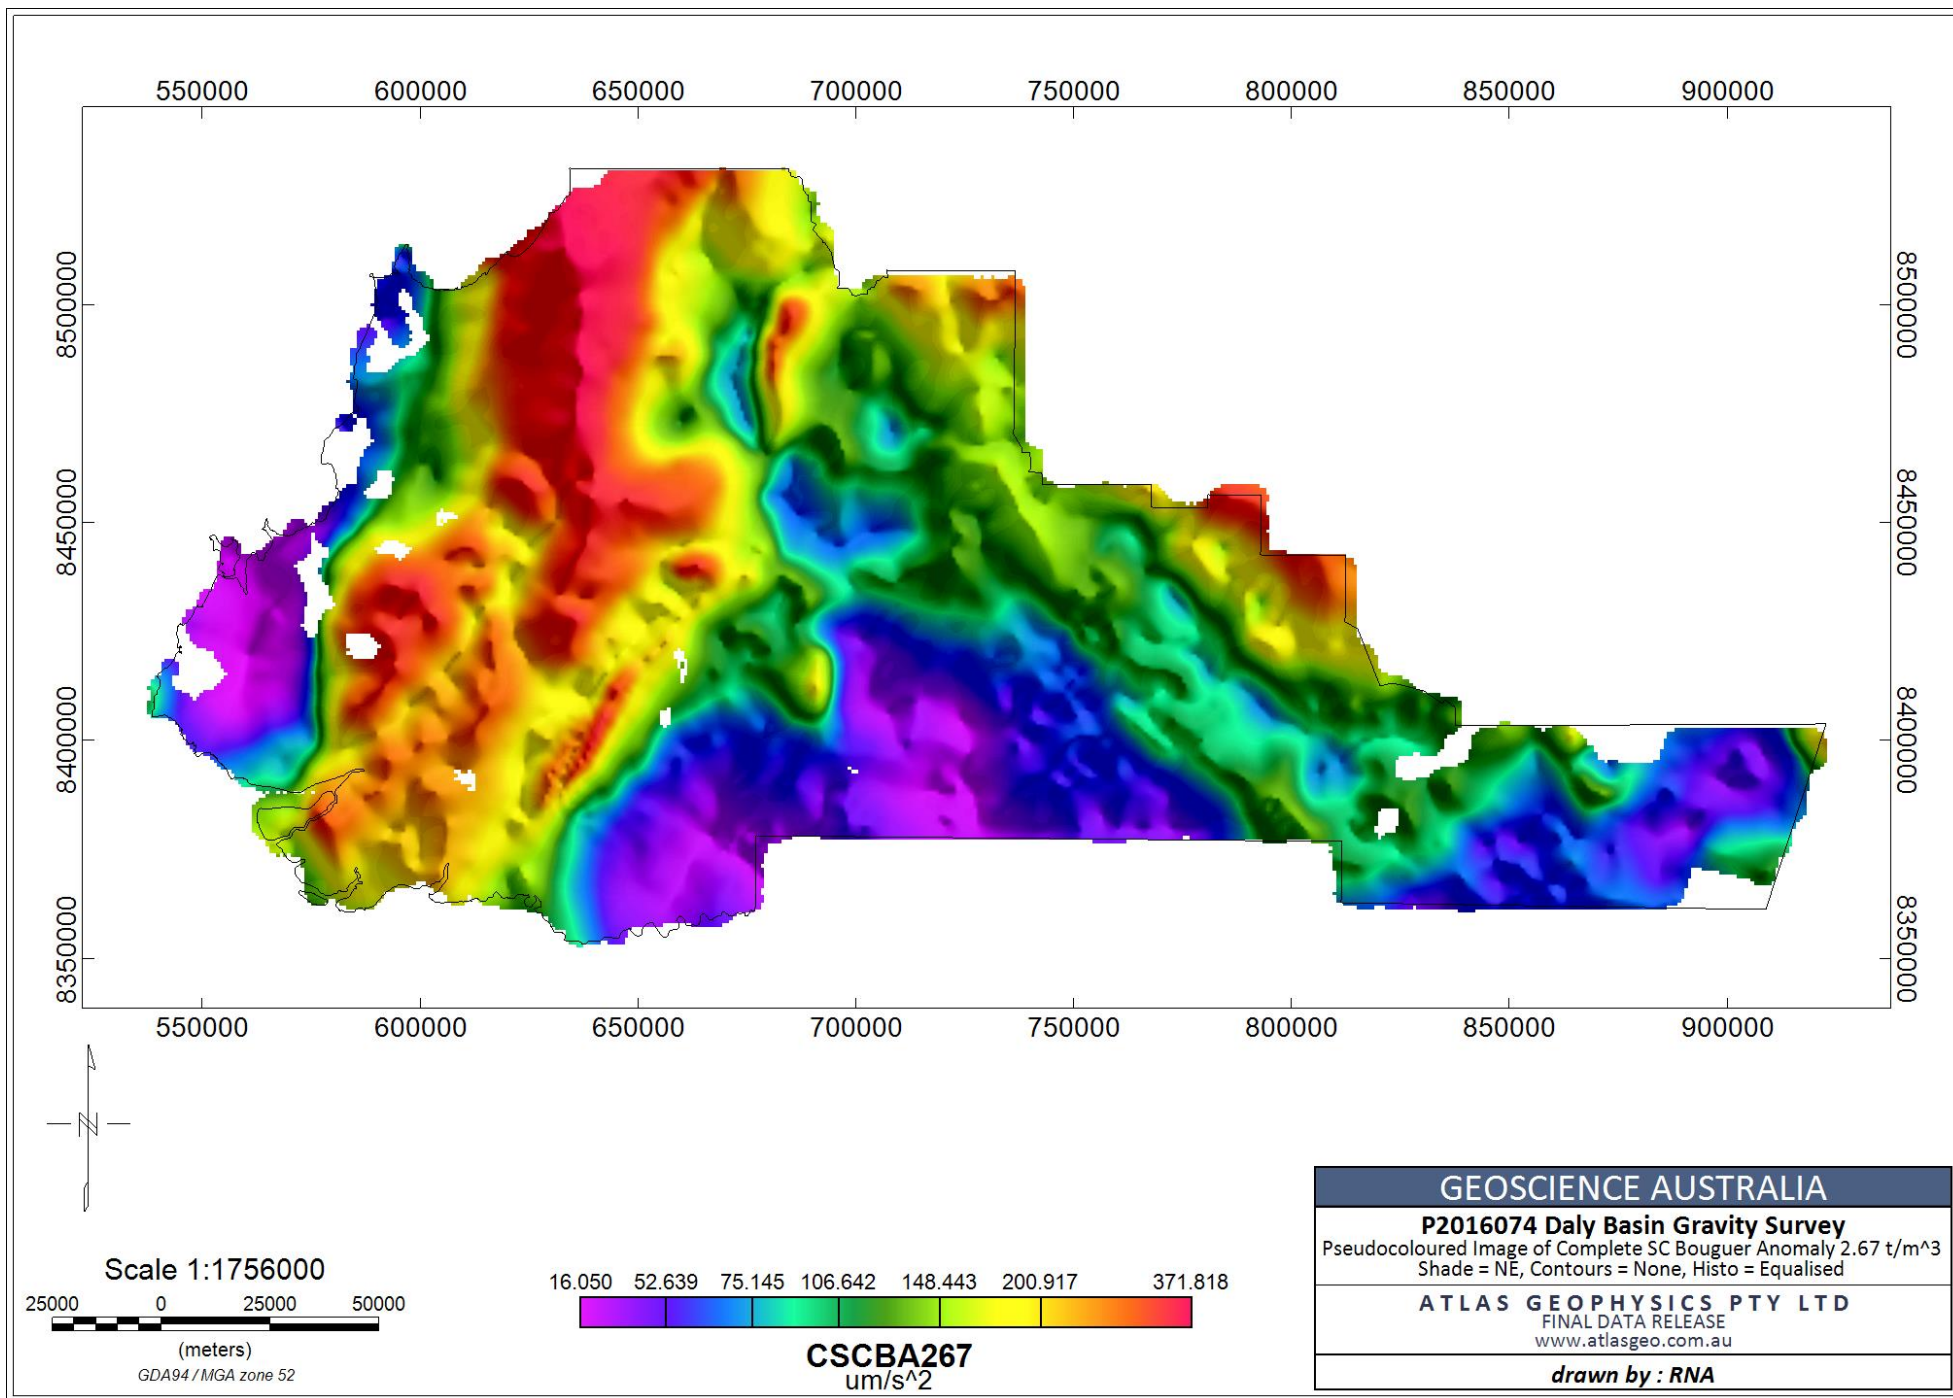 550000 600000 650000 700000 750000 800000 850000 900000
8500000 8500000
8450000 8450000
8400000 8400000
8350000 8350000
550000 600000 650000 700000 750000 800000 850000 900000
N
Scale 1:1756000
25000 0 25000 50000
(meters)
GDA94 / MGA zone 52
16.050 52.639 75.145 106.642 148.443 200.917 371.818
CSCBA267
um/s^2
GEOSCIENCE AUSTRALIA
P2016074 Daly Basin Gravity Survey
Pseudocoloured Image of Complete SC Bouguer Anomaly 2.67 t/m^3
Shade = NE, Contours = None, Histo = Equalised
ATLAS GEOPHYSICS PTY LTD
FINAL DATA RELEASE
www.atlasgeo.com.au
drawn by : RNA